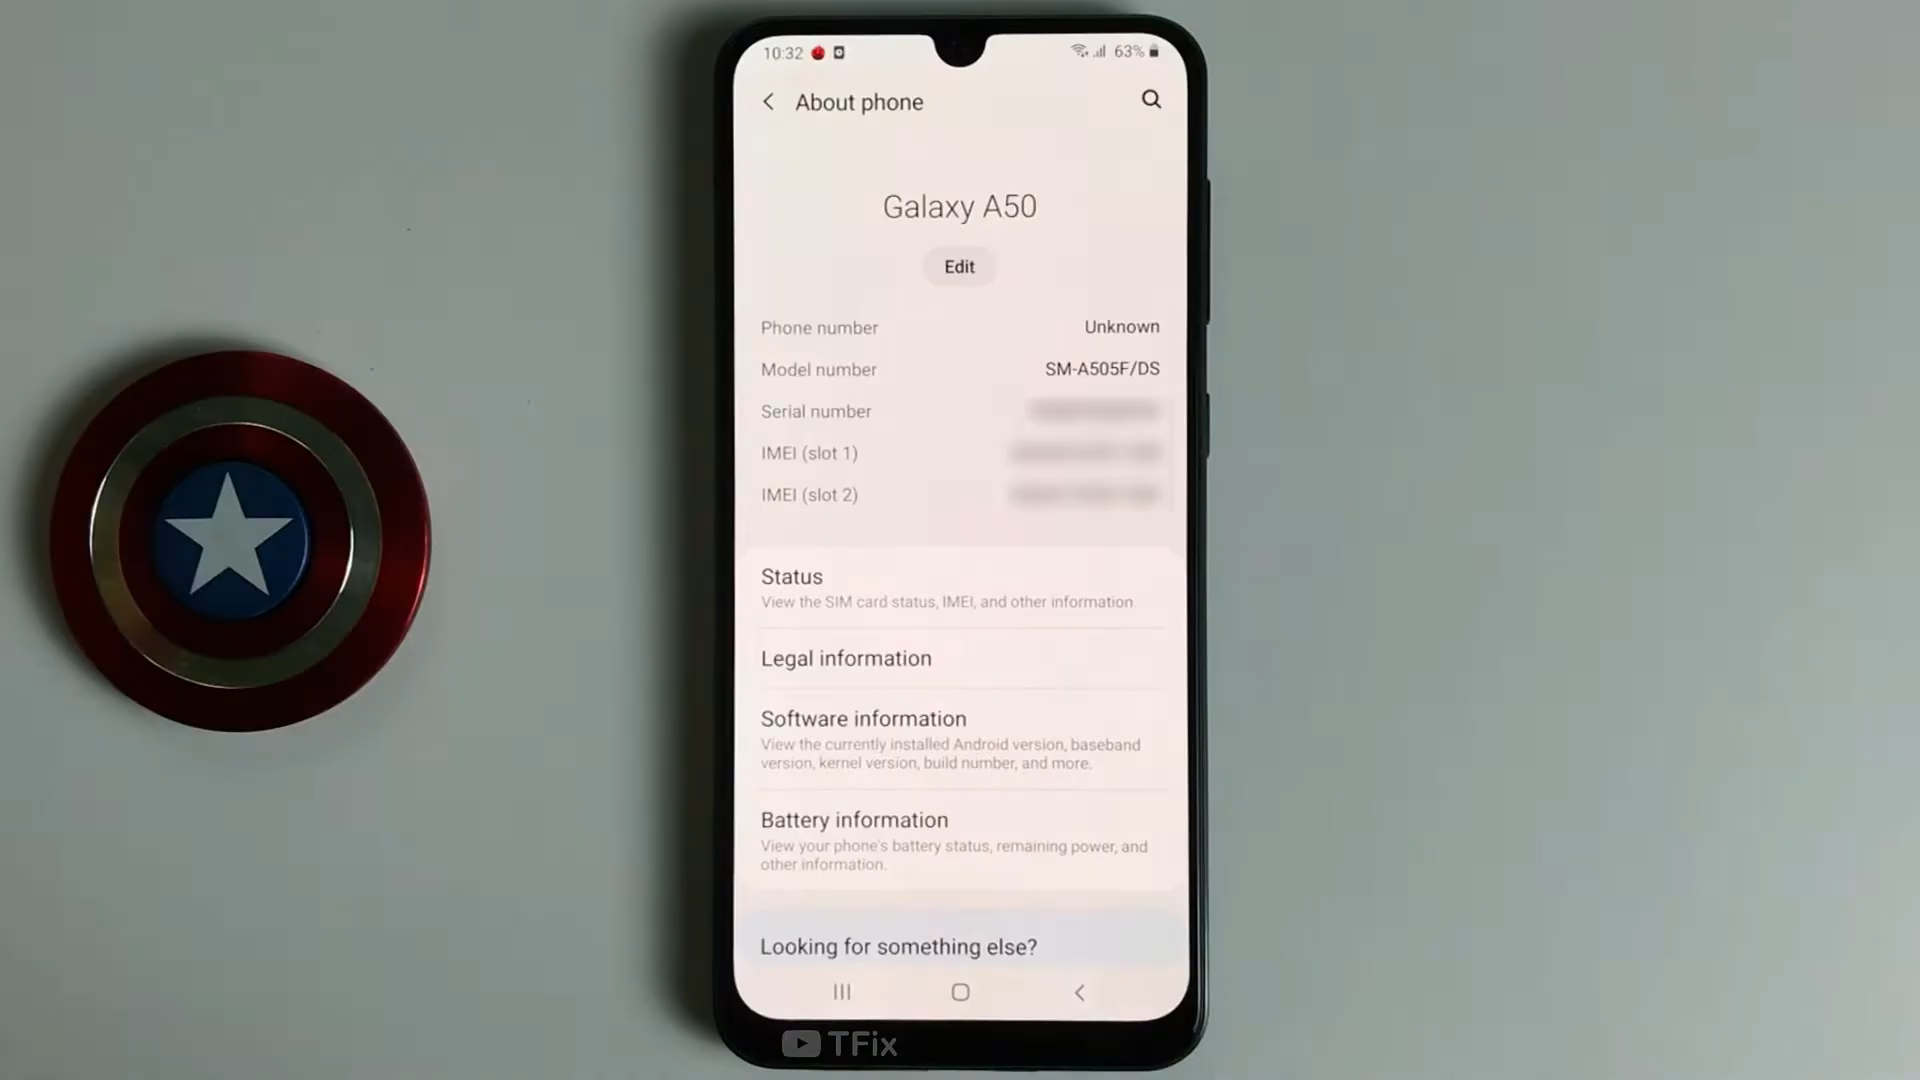 10:32
63%
About phone
Galaxy A50
Edit
Phone number Unknown
Model number SM-A505F/DS
Serial number
IMEI (slot 1)
IMEI (slot 2)
Status
View the SIM card status, IMEI, and other information
Legal information
Software information
View the currently installed Android version, baseband
version, kernel version, build number, and more.
Battery information
View your phone's battery status, remaining power, and
other information.
Looking for something else?
TFix